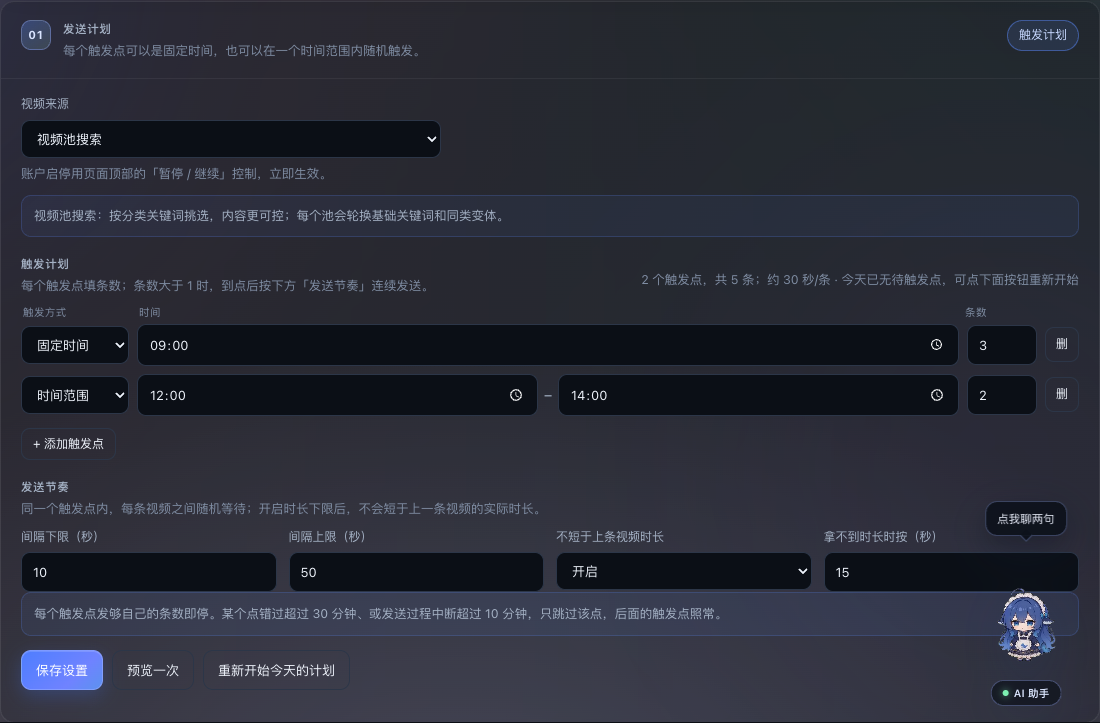 01
发送计划
每个触发点可以是固定时间，也可以在一个时间范围内随机触发。
触发计划
视频来源
视频池搜索
账户启停用页面顶部的「暂停 / 继续」控制，立即生效。
视频池搜索：按分类关键词挑选，内容更可控；每个池会轮换基础关键词和同类变体。
触发计划
每个触发点填条数；条数大于 1 时，到点后按下方「发送节奏」连续发送。
2 个触发点，共 5 条；约 30 秒/条 · 今天已无待触发点，可点下面按钮重新开始
触发方式 时间 条数
固定时间 09:00 3 删
时间范围 12:00 – 14:00 2 删
+ 添加触发点
发送节奏
同一个触发点内，每条视频之间随机等待；开启时长下限后，不会短于上一条视频的实际时长。
点我聊两句
间隔下限（秒） 间隔上限（秒） 不短于上条视频时长 拿不到时长时按（秒）
10 50 开启 15
每个触发点发够自己的条数即停。某个点错过超过 30 分钟、或发送过程中断超过 10 分钟，只跳过该点，后面的触发点照常。
保存设置 预览一次 重新开始今天的计划
AI 助手